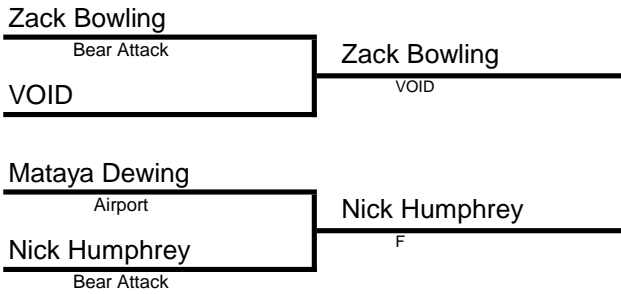 Zack Bowling
Bear Attack
VOID
Zack Bowling
VOID
Mataya Dewing
Airport
Nick Humphrey
Bear Attack
Nick Humphrey
F